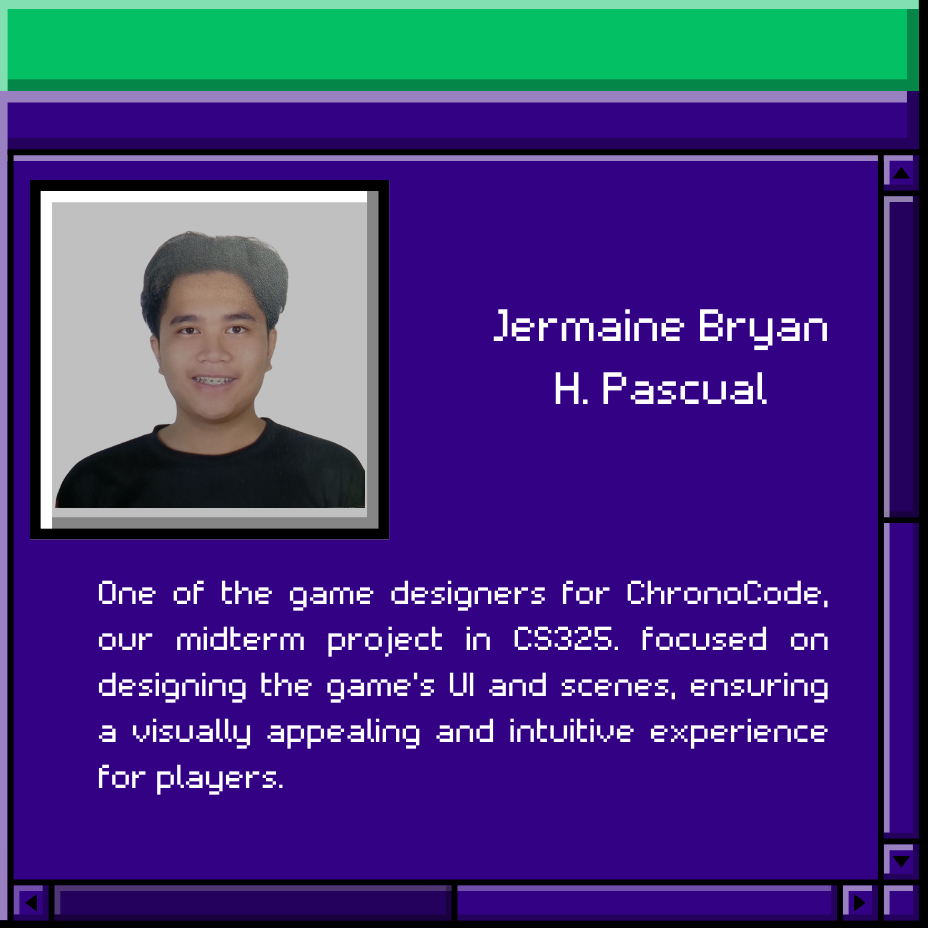 Jermaine Bryan
H. Pascual
One of the game designers for ChronoCode,
our midterm project in CS325. focused on
designing the game's UI and scenes, ensuring
a visually appealing and intuitive experience
for players.